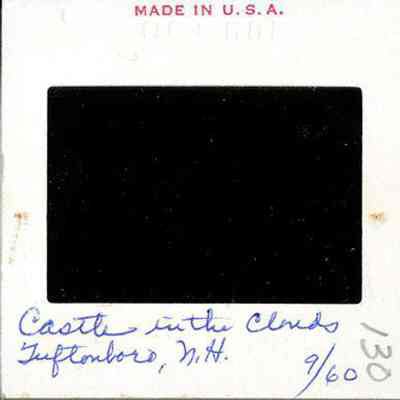 MADE IN U.S.A.
Castle in the Clouds
Tuftonboro, N.H.
9/60
130